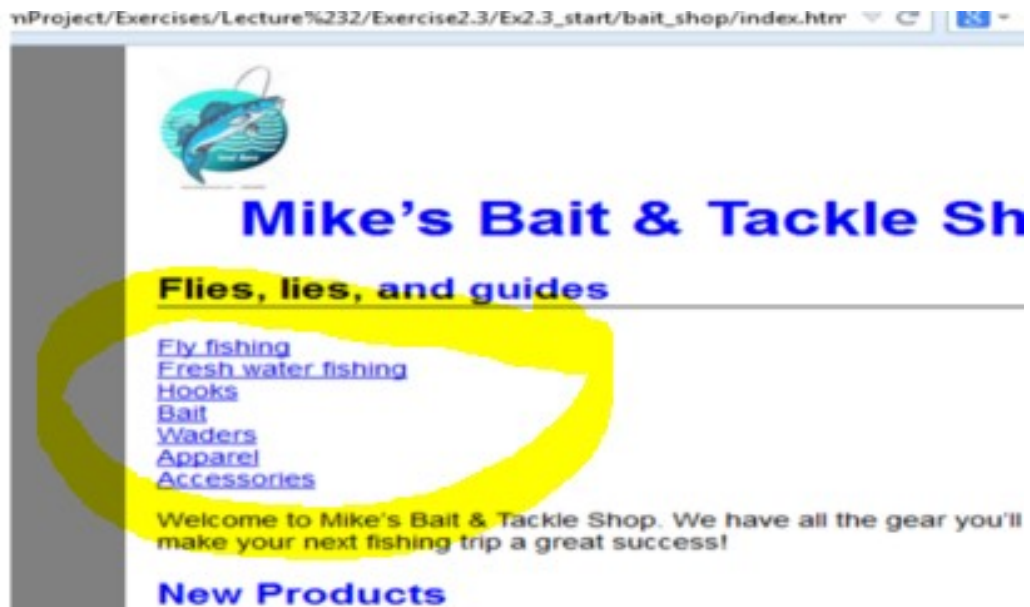 mProject/Exercises/Lecture%232/Exercise2.3/Ex2.3_start/bait_shop/index.htm
Mike's Bait & Tackle Sh
Flies, lies, and guides
Fly fishing
Fresh water fishing
Hooks
Bait
Waders
Apparel
Accessories
Welcome to Mike's Bait & Tackle Shop. We have all the gear you'll
make your next fishing trip a great success!
New Products